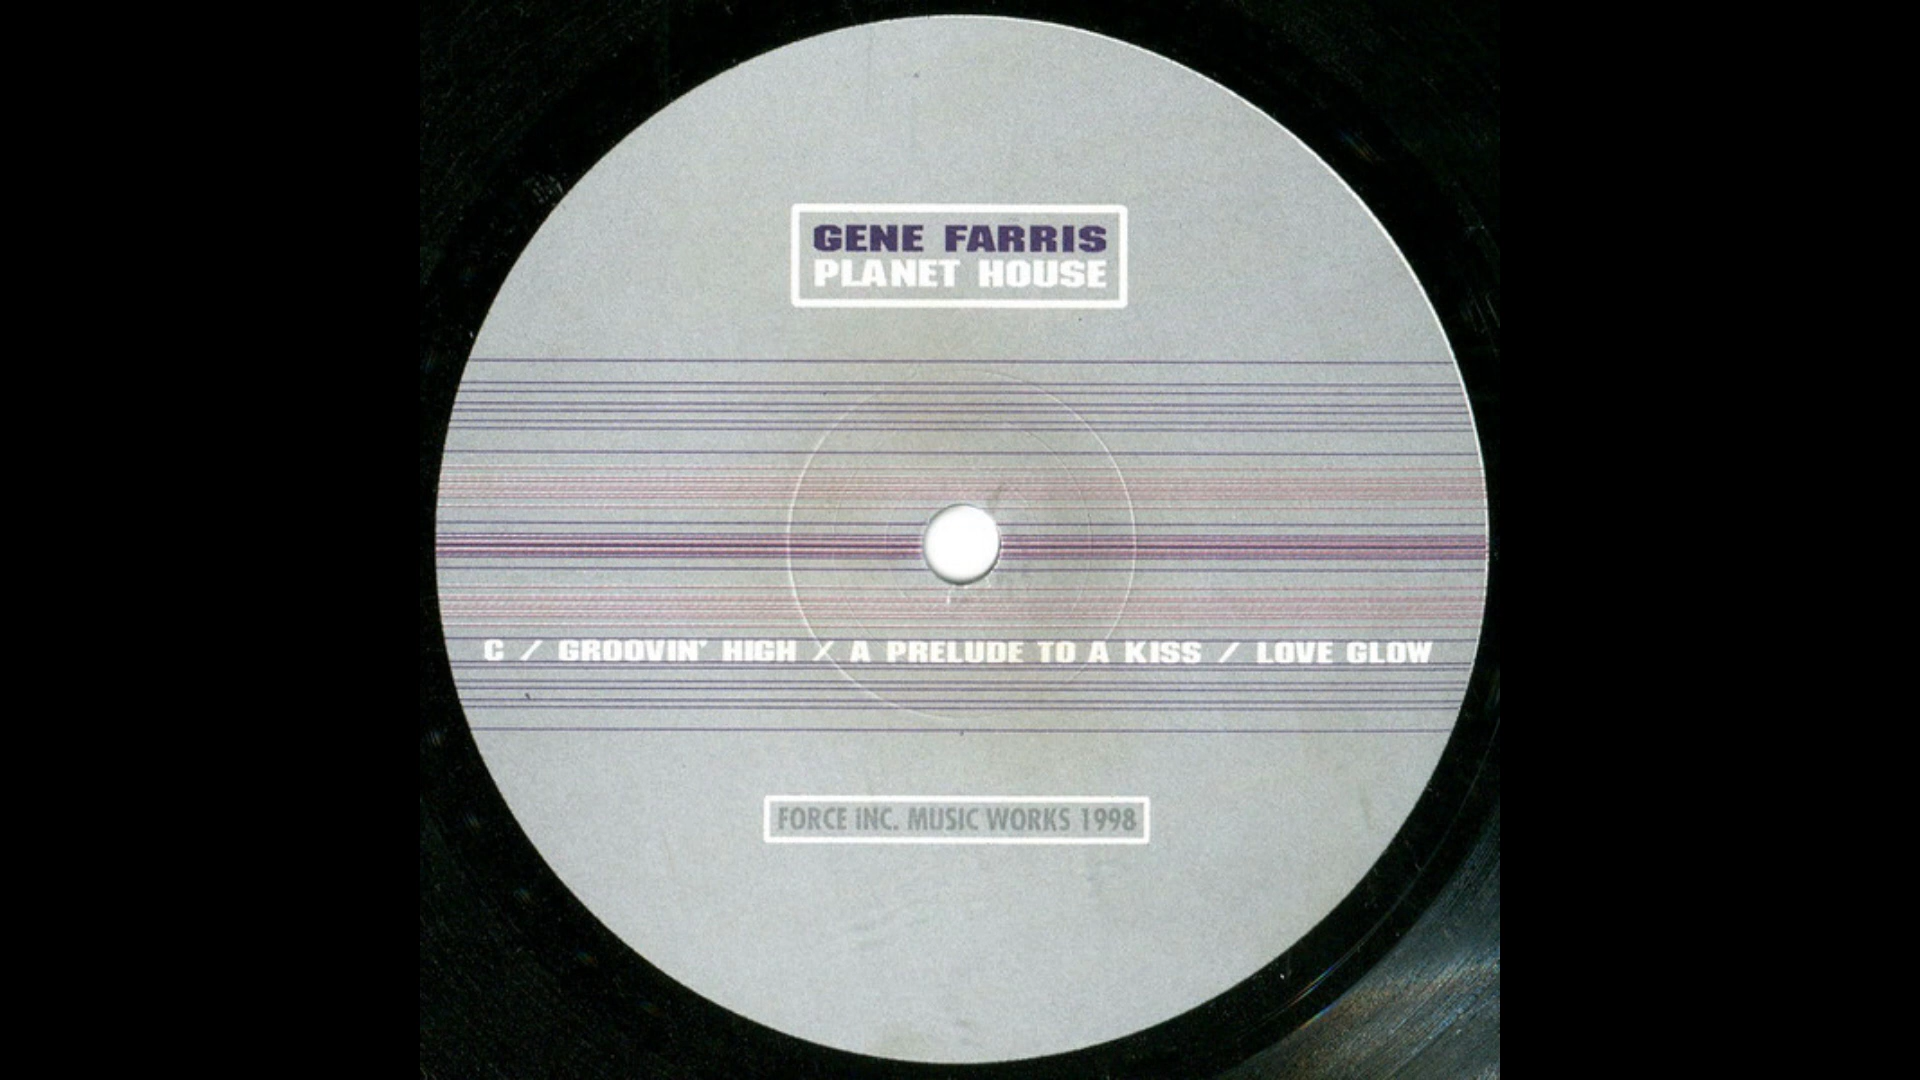 GENE FARRIS
PLANET HOUSE
C / GROOVIN' HIGH / A PRELUDE TO A KISS / LOVE GLOW
FORCE INC. MUSIC WORKS 1998